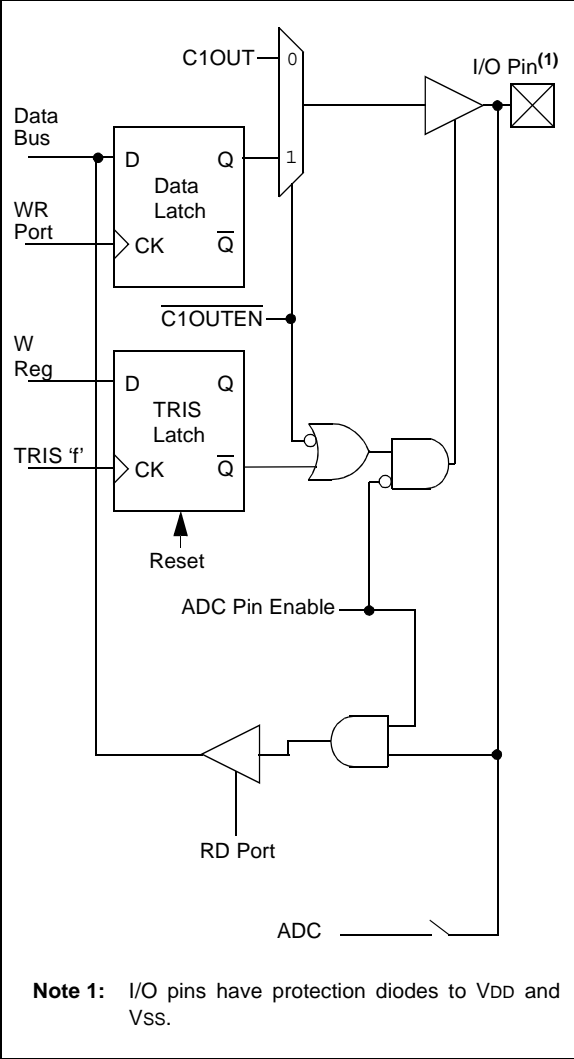 C1OUT
0
I/O Pin(1)
Data
Bus
D
Q
1
Data
Latch
WR
Port
CK
Q̅
C̅1̅O̅U̅T̅E̅N̅
W
Reg
D
Q
TRIS
Latch
TRIS ‘f’
CK
Q̅
Reset
ADC Pin Enable
RD Port
ADC
Note 1: I/O pins have protection diodes to VDD and
VSS.